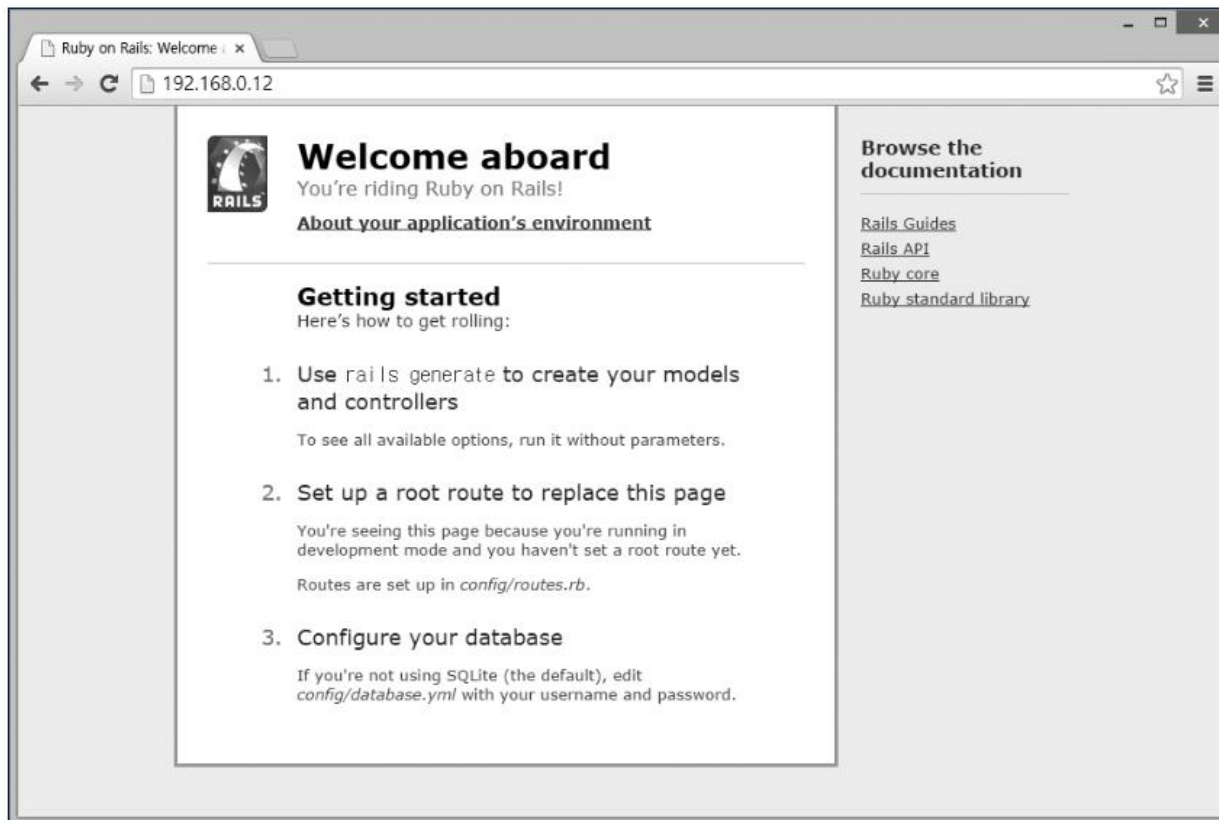 Ruby on Rails: Welcome
192.168.0.12
RAILS
Welcome aboard
You're riding Ruby on Rails!
About your application's environment
Getting started
Here's how to get rolling:
1. Use rails generate to create your models
and controllers
To see all available options, run it without parameters.
2. Set up a root route to replace this page
You're seeing this page because you're running in
development mode and you haven't set a root route yet.
Routes are set up in config/routes.rb.
3. Configure your database
If you're not using SQLite (the default), edit
config/database.yml with your username and password.
Browse the
documentation
Rails Guides
Rails API
Ruby core
Ruby standard library